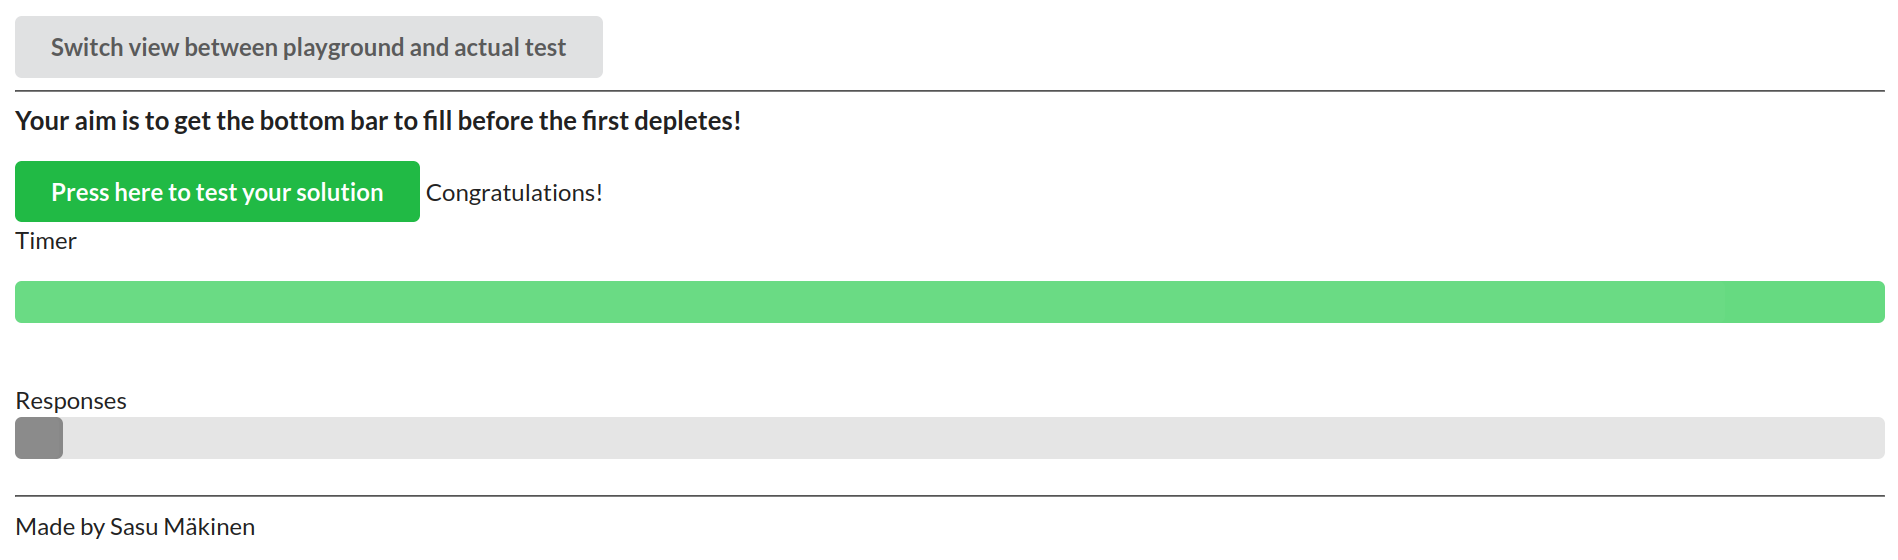 Switch view between playground and actual test
Your aim is to get the bottom bar to fill before the first depletes!
Press here to test your solution Congratulations!
Timer
Responses
Made by Sasu Mäkinen